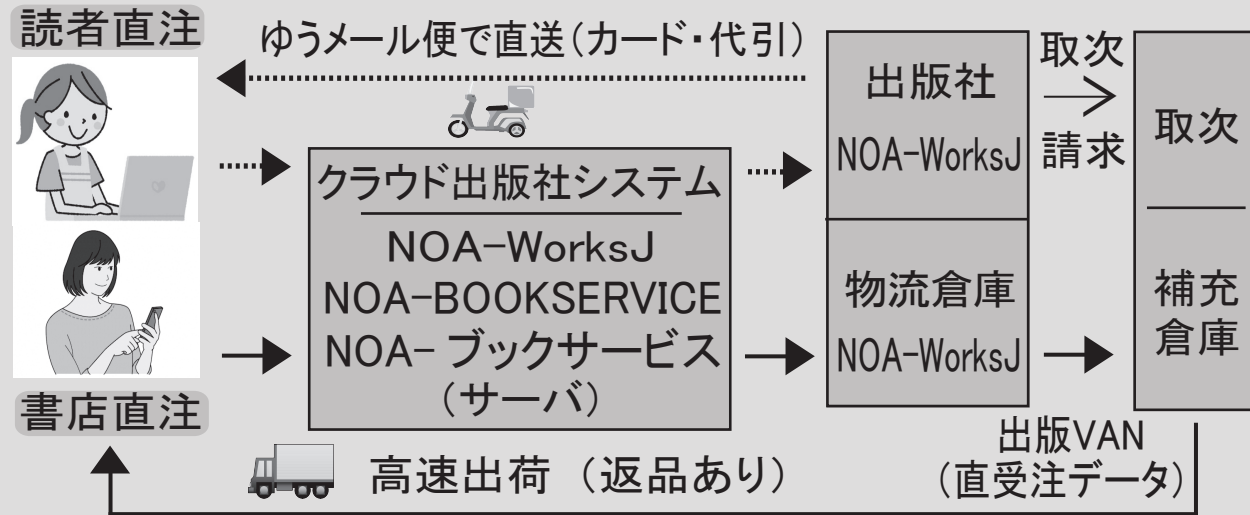 読者直注
ゆうメール便で直送（カード・代引）
出版社
NOA-WorksJ
取次
請求
取次
クラウド出版社システム
NOA-WorksJ
NOA-BOOKSERVICE
NOA-ブックサービス
（サーバ）
物流倉庫
NOA-WorksJ
補充
倉庫
書店直注
高速出荷（返品あり）
出版VAN
（直受注データ）